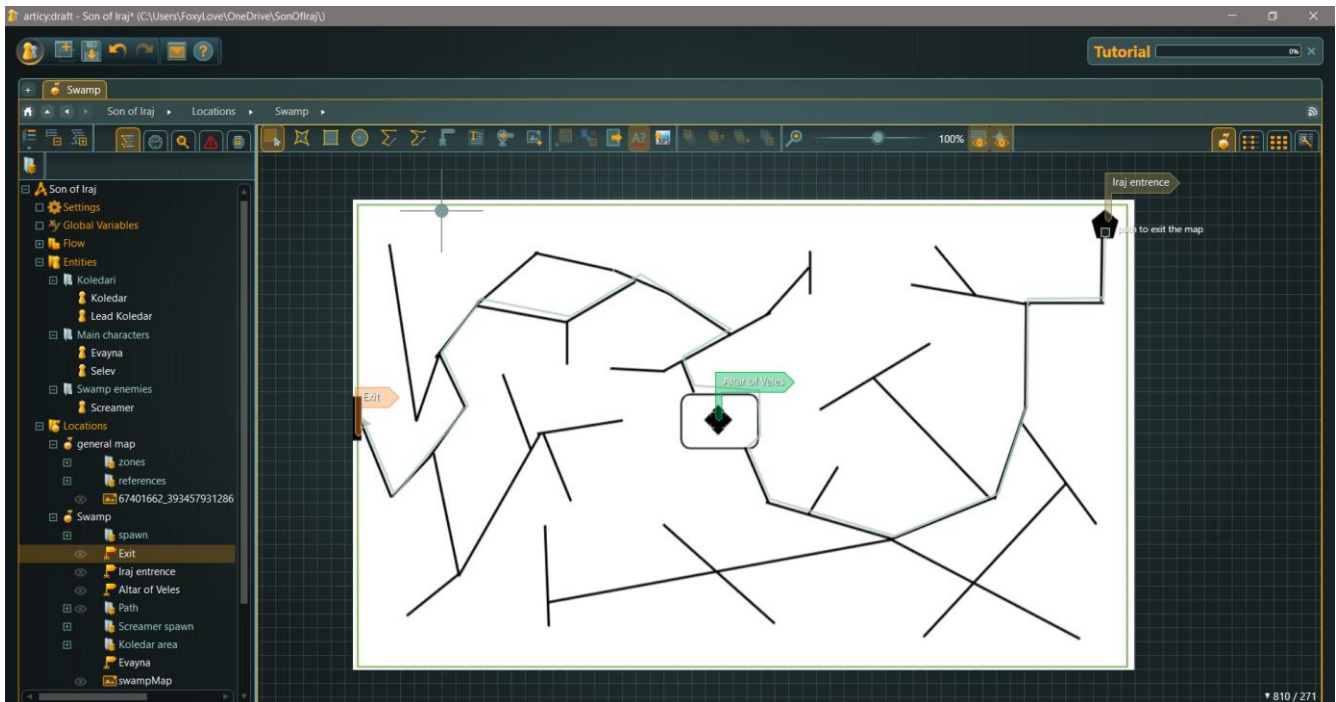 articy:draft - Son of Iraj* (C:\Users\FoxyLove\OneDrive\SonOfIraj\)
Tutorial 0%
Swamp
Son of Iraj Locations Swamp
100%
Son of Iraj
Settings
Global Variables
Flow
Entities
Koledari
Koledar
Lead Koledar
Main characters
Evayna
Selev
Swamp enemies
Screamer
Locations
general map
zones
references
67401662_393457931286
Swamp
spawn
Exit
Iraj entrence
Altar of Veles
Path
Screamer spawn
Koledar area
Evayna
swampMap
Iraj entrence
path to exit the map
Altar of Veles
Exit
810 / 271